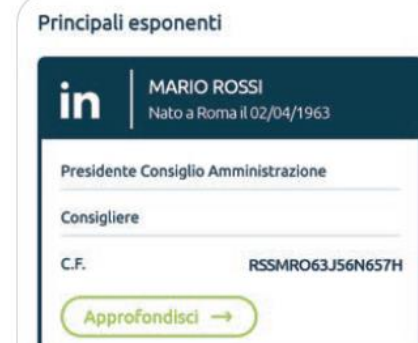 Principali esponenti
in
MARIO ROSSI
Nato a Roma il 02/04/1963
Presidente Consiglio Amministrazione
Consigliere
C.F. RSSMRO63J56N657H
Approfondisci →